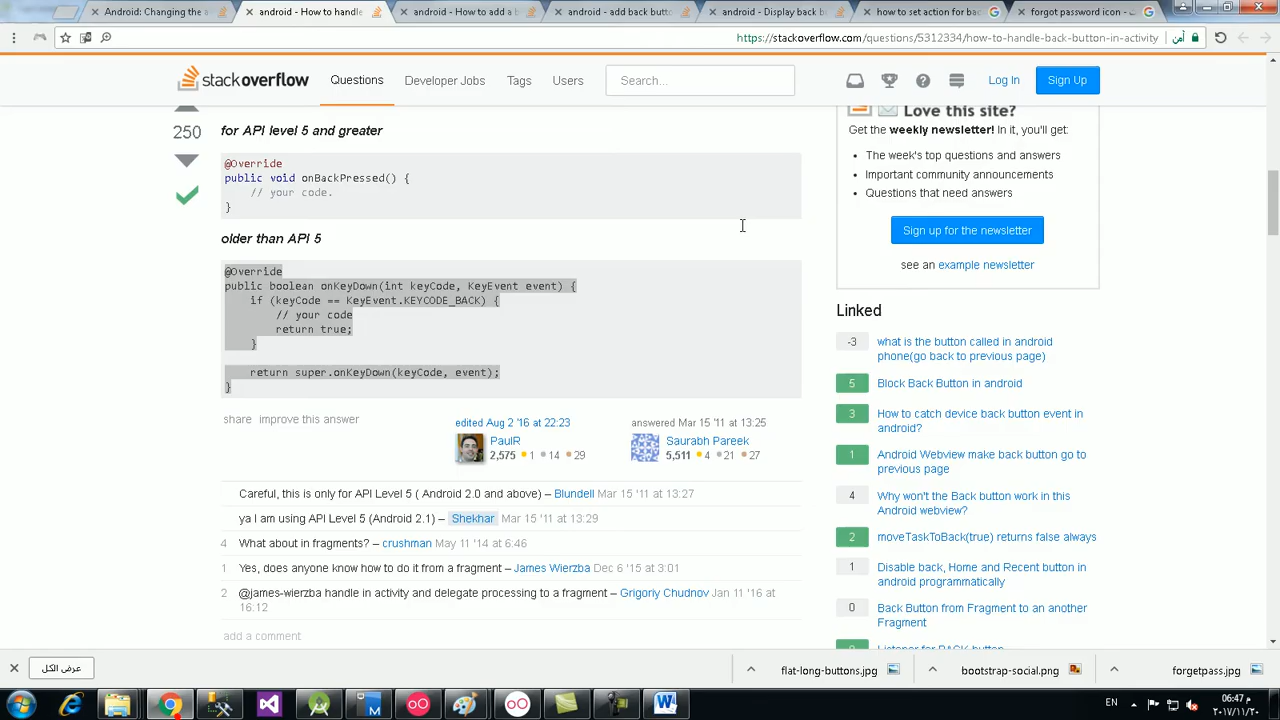 Android: Changing the a
android - How to handle
android - How to add a b
android - add back butto
android - Display back bu
how to set action for bac
forgot password icon -
https://stackoverflow.com/questions/5312334/how-to-handle-back-button-in-activity
أمن
stackoverflow
Questions
Developer Jobs
Tags
Users
Search...
Log In
Sign Up
250
for API level 5 and greater
@Override
public void onBackPressed() {
// your code.
}
older than API 5
@Override
public boolean onKeyDown(int keyCode, KeyEvent event) {
if (keyCode == KeyEvent.KEYCODE_BACK) {
// your code
return true;
}
return super.onKeyDown(keyCode, event);
}
share improve this answer
edited Aug 2 '16 at 22:23
PaulR
2,575 1 14 29
answered Mar 15 '11 at 13:25
Saurabh Pareek
5,511 4 21 27
Careful, this is only for API Level 5 ( Android 2.0 and above) – Blundell Mar 15 '11 at 13:27
ya I am using API Level 5 (Android 2.1) – Shekhar Mar 15 '11 at 13:29
4 What about in fragments? – crushman May 11 '14 at 6:46
1 Yes, does anyone know how to do it from a fragment – James Wierzba Dec 6 '15 at 3:01
2 @james-wierzba handle in activity and delegate processing to a fragment – Grigoriy Chudnov Jan 11 '16 at
16:12
add a comment
Love this site?
Get the weekly newsletter! In it, you'll get:
• The week's top questions and answers
• Important community announcements
• Questions that need answers
Sign up for the newsletter
see an example newsletter
Linked
-3 what is the button called in android
phone(go back to previous page)
5 Block Back Button in android
3 How to catch device back button event in
android?
1 Android Webview make back button go to
previous page
4 Why won't the Back button work in this
Android webview?
2 moveTaskToBack(true) returns false always
1 Disable back, Home and Recent button in
android programmatically
0 Back Button from Fragment to an another
Fragment
Listener for BACK button
عرض الكل
flat-long-buttons.jpg
bootstrap-social.png
forgetpass.jpg
EN
06:47 م
٢٠١٧/١١/٢٠